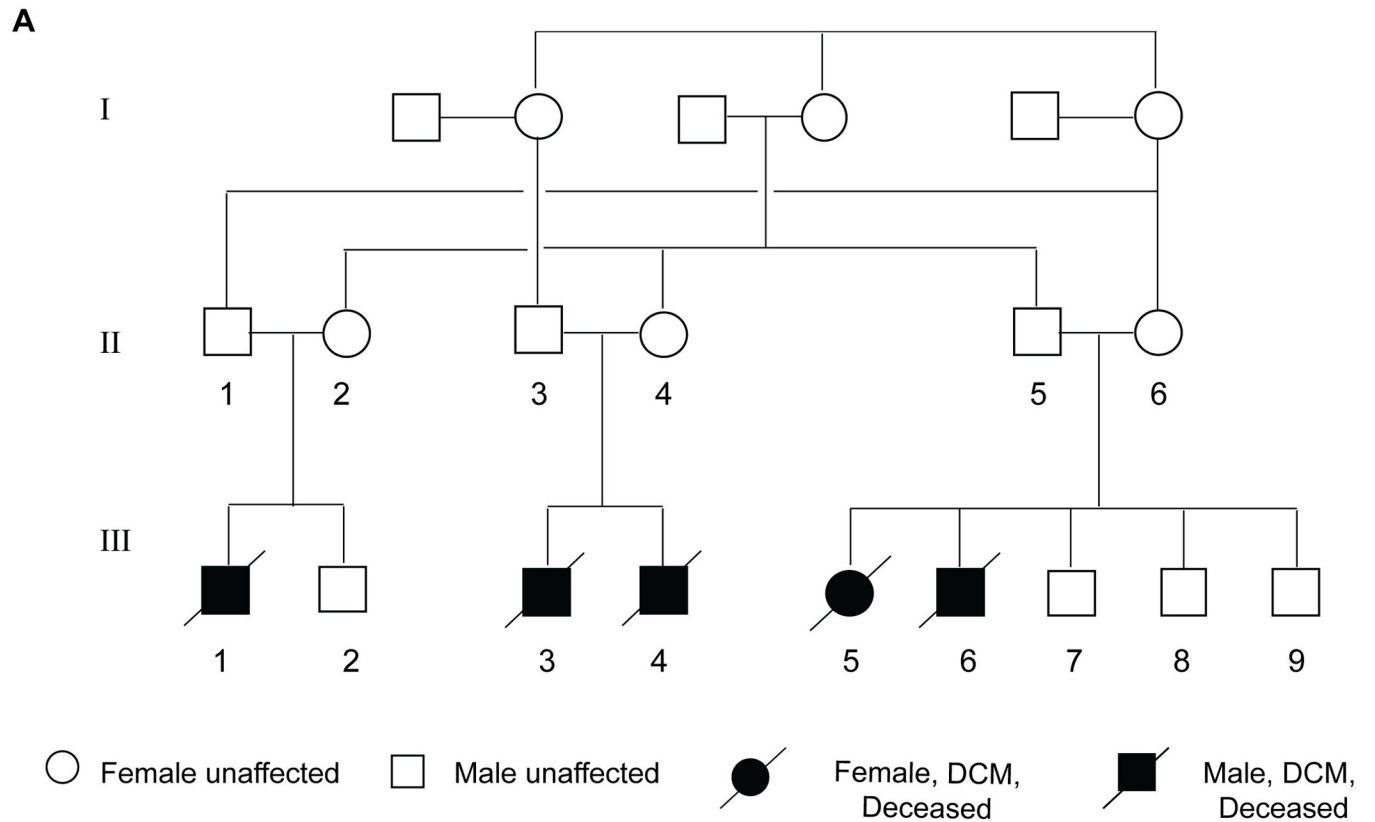 A
I
II
1 2 3 4 5 6
III
1 2 3 4 5 6 7 8 9
Female unaffected Male unaffected Female, DCM, Male, DCM,
Deceased Deceased